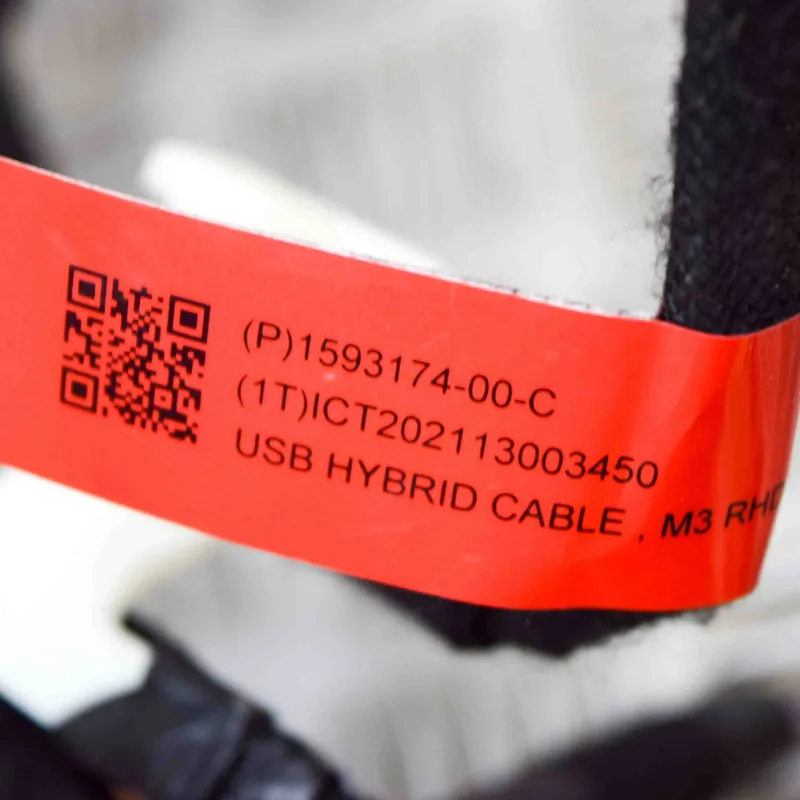 (P)1593174-00-C
(1T)ICT202113003450
USB HYBRID CABLE , M3 RHD